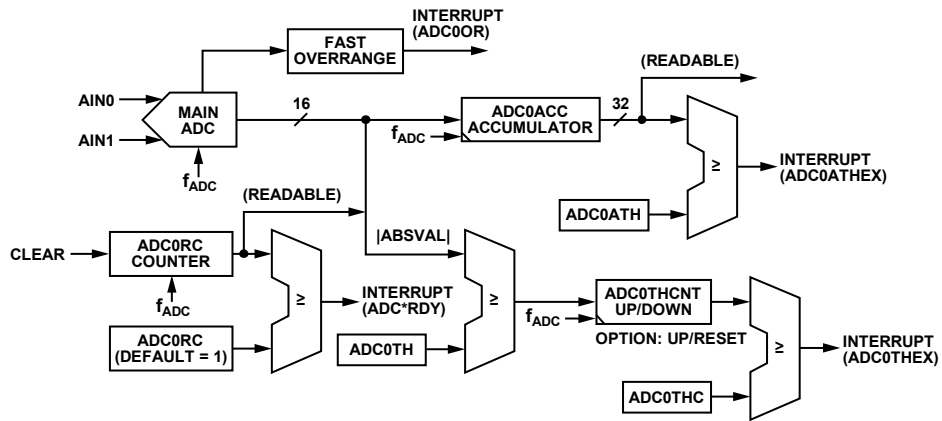 INTERRUPT
(ADC0OR)
FAST
OVERRANGE
(READABLE)
AIN0
AIN1
MAIN
ADC
16
ADC0ACC
ACCUMULATOR
32
fADC
fADC
≥
INTERRUPT
(ADC0ATHEX)
ADC0ATH
(READABLE)
CLEAR
ADC0RC
COUNTER
|ABSVAL|
fADC
≥
INTERRUPT
(ADC*RDY)
≥
ADC0THCNT
UP/DOWN
fADC
OPTION: UP/RESET
ADC0RC
(DEFAULT = 1)
ADC0TH
≥
INTERRUPT
(ADC0THEX)
ADC0THC